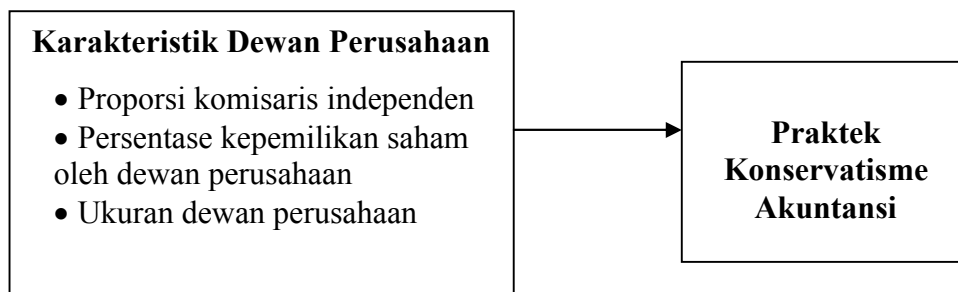 Karakteristik Dewan Perusahaan
• Proporsi komisaris independen
• Persentase kepemilikan saham
oleh dewan perusahaan
• Ukuran dewan perusahaan
Praktek
Konservatisme
Akuntansi